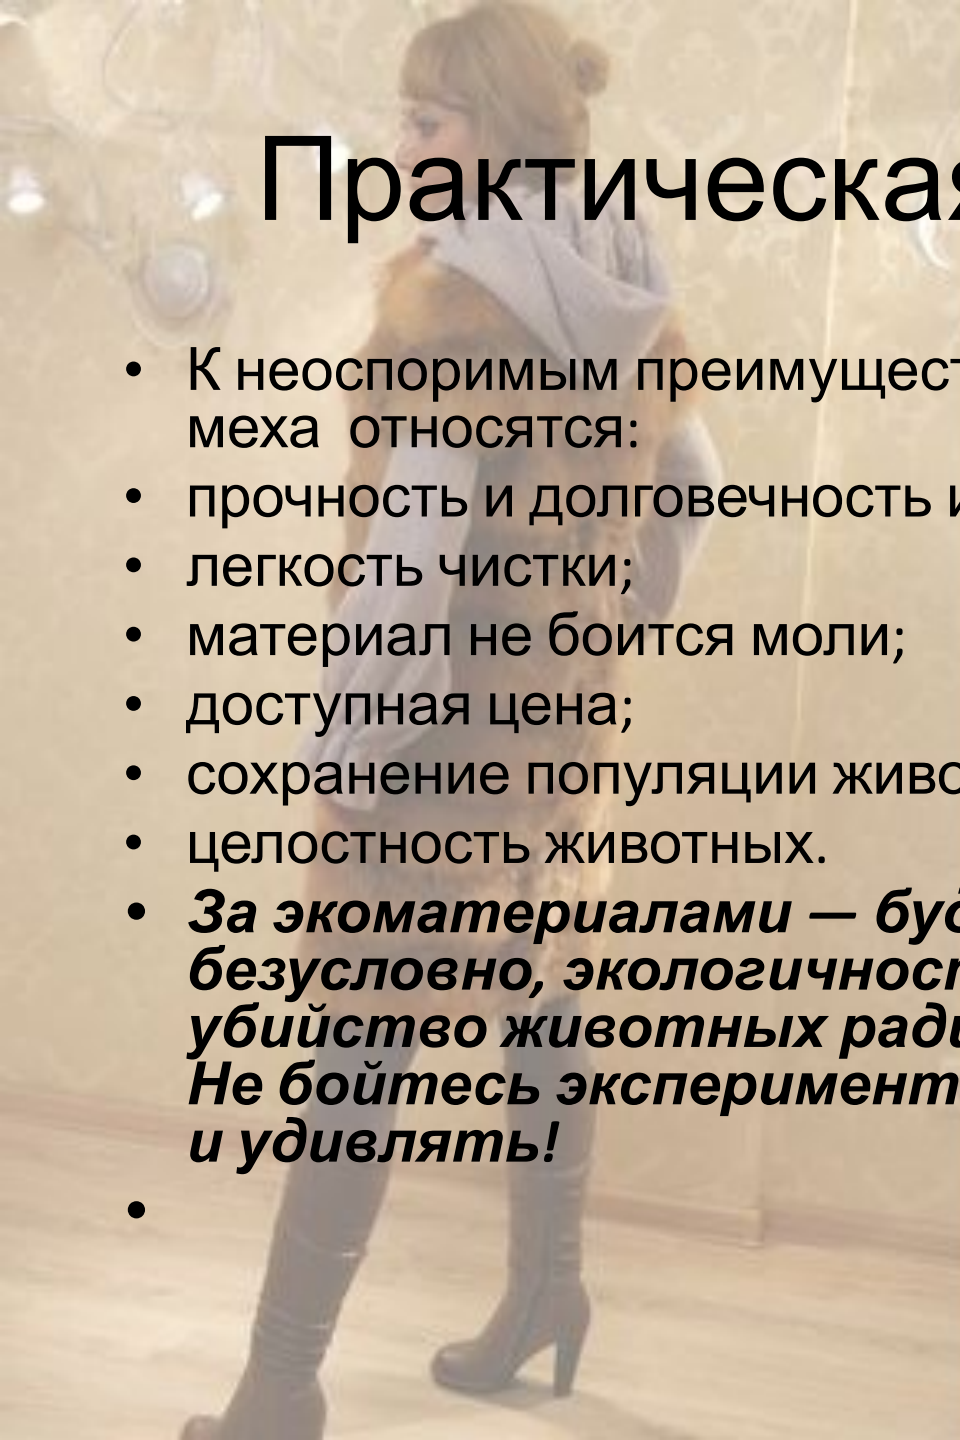 Практическая
• К неоспоримым преимущест
меха относятся:
• прочность и долговечность и
• легкость чистки;
• материал не боится моли;
• доступная цена;
• сохранение популяции живо
• целостность животных.
• За экоматериалами — буд
безусловно, экологичност
убийство животных ради
Не бойтесь эксперимент
и удивлять!
•